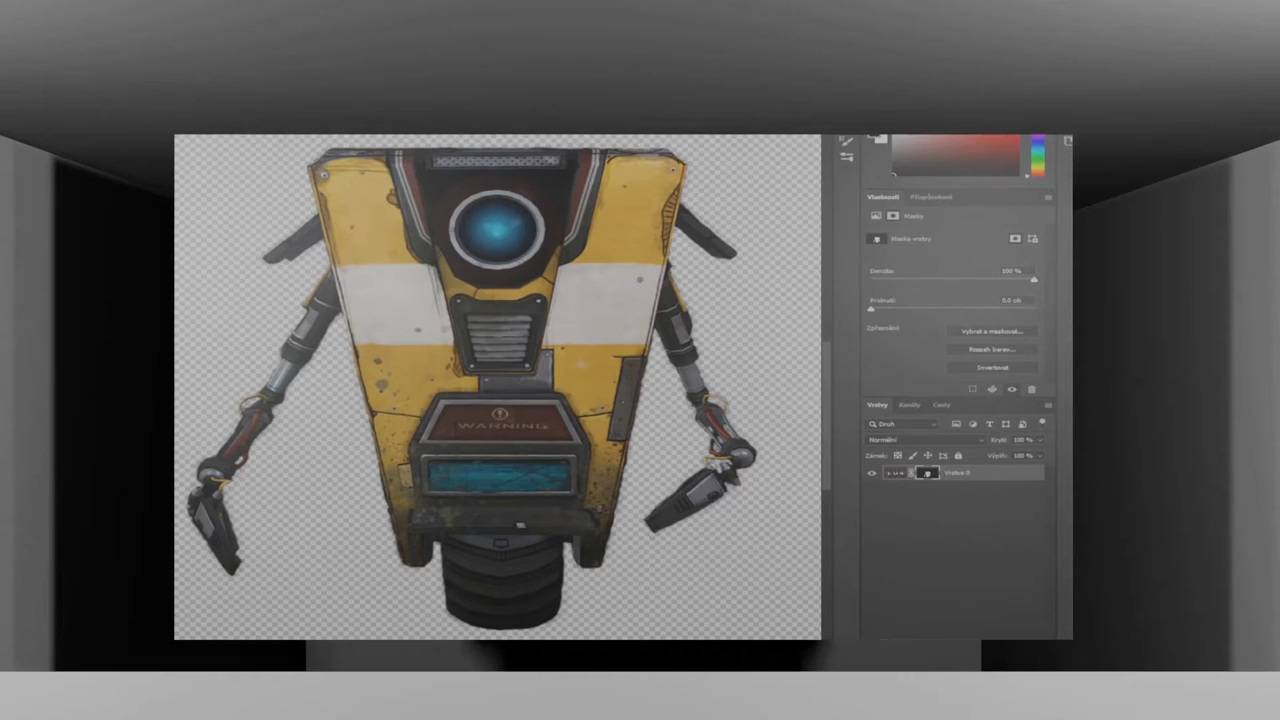 WARNING
Vlastnosti Přizpůsobení
Masky
Maska vrstvy
Hustota: 100 %
Prolnutí: 0,0 ob
Zpřesnění:
Vybrat a maskovat...
Rozsah barev...
Invertovat
Vrstvy Kanály Cesty
Druh
Normální Krytí: 100 %
Zámek: Výplň: 100 %
Vrstva 0